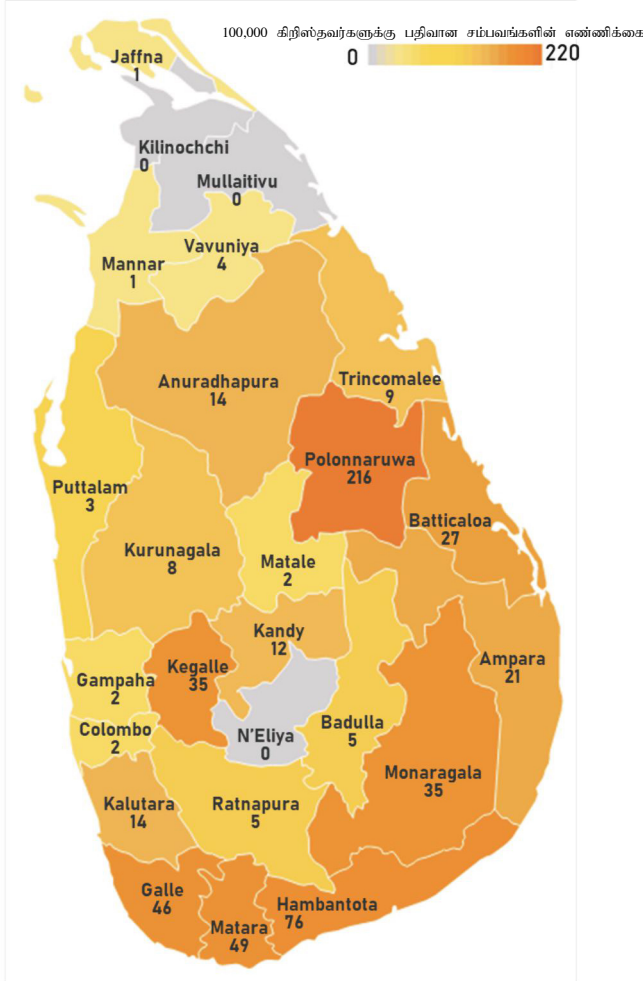 100,000 கிறிஸ்தவர்களுக்கு பதிவான சம்பவங்களின் எண்ணிக்கை
0 220
Jaffna
1
Kilinochchi
0
Mullaitivu
0
Vavuniya
4
Mannar
1
Anuradhapura
14
Trincomalee
9
Polonnaruwa
216
Puttalam
3
Batticaloa
27
Kurunagala
8
Matale
2
Kandy
12
Kegalle
35
Ampara
21
Gampaha
2
Badulla
5
Colombo
2
N'Eliya
0
Monaragala
35
Kalutara
14
Ratnapura
5
Galle
46
Hambantota
76
Matara
49